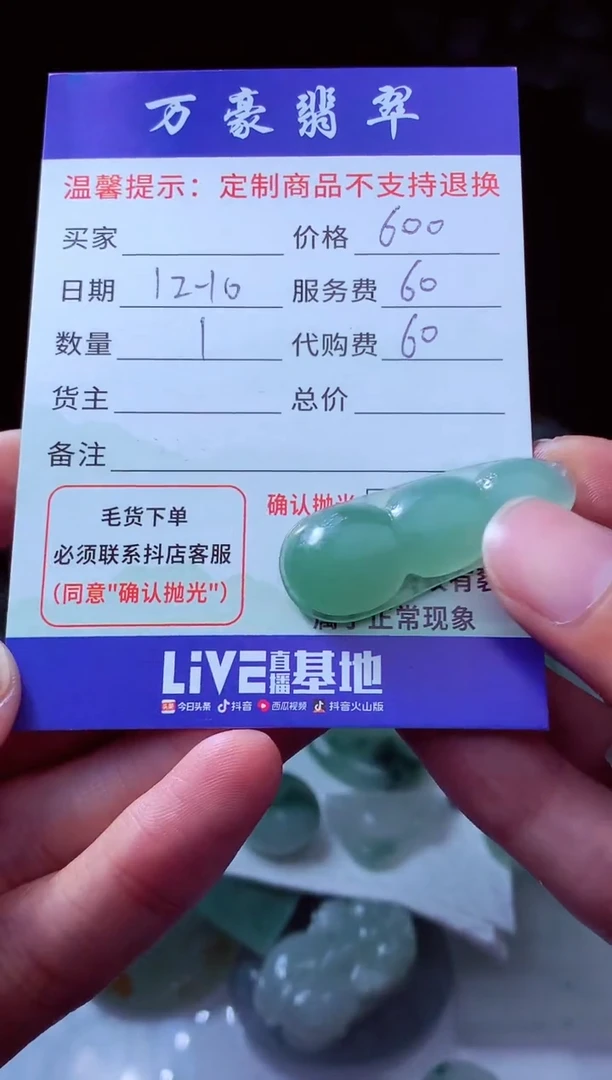 万豪翡翠
温馨提示：定制商品不支持退换
买家 价格 600
日期 12-10 服务费 60
数量 1 代购费 60
货主 总价
备注
毛货下单
必须联系抖店客服
（同意"确认抛光"）
确认抛光
有裂
属于正常现象
LiVE直播基地
今日头条 抖音 西瓜视频 抖音火山版